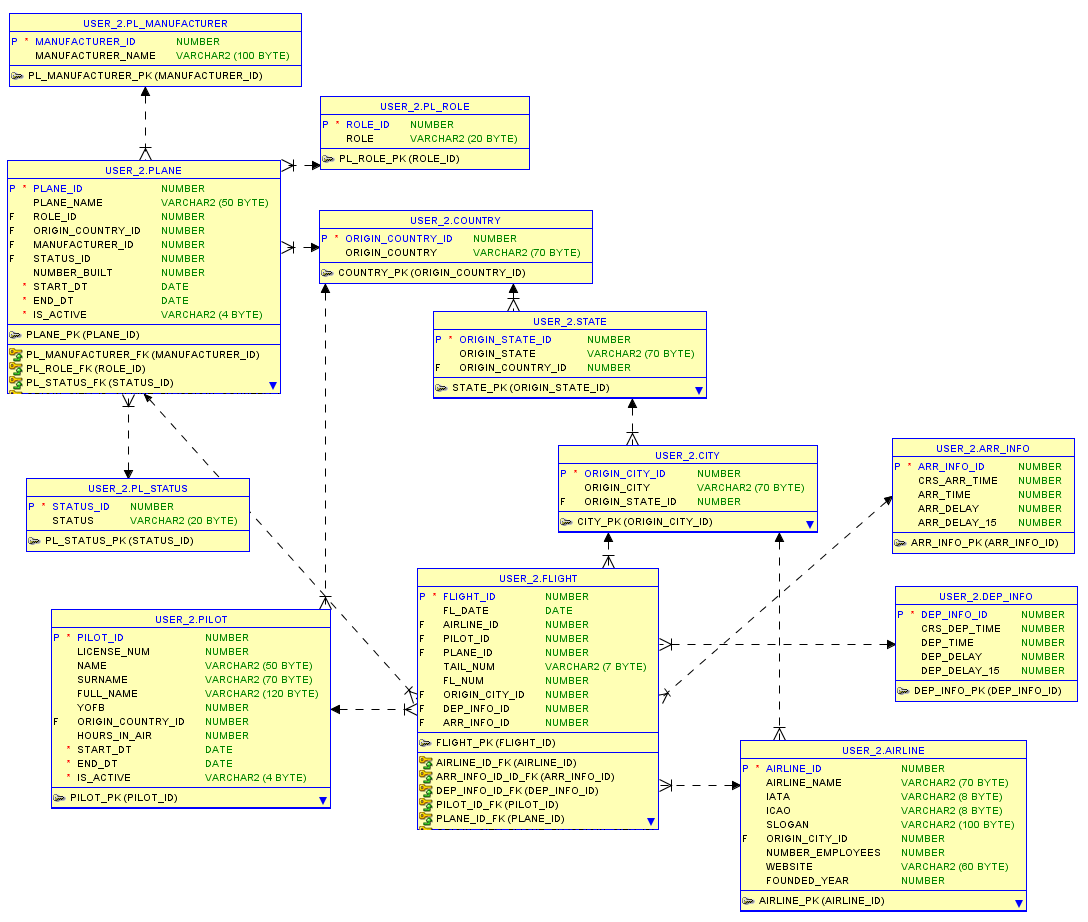 USER_2.PL_MANUFACTURER
P * MANUFACTURER_ID NUMBER
MANUFACTURER_NAME VARCHAR2 (100 BYTE)
PL_MANUFACTURER_PK (MANUFACTURER_ID)
USER_2.PL_ROLE
P * ROLE_ID NUMBER
ROLE VARCHAR2 (20 BYTE)
PL_ROLE_PK (ROLE_ID)
USER_2.PLANE
P * PLANE_ID NUMBER
PLANE_NAME VARCHAR2 (50 BYTE)
F ROLE_ID NUMBER
F ORIGIN_COUNTRY_ID NUMBER
F MANUFACTURER_ID NUMBER
F STATUS_ID NUMBER
NUMBER_BUILT NUMBER
* START_DT DATE
* END_DT DATE
* IS_ACTIVE VARCHAR2 (4 BYTE)
PLANE_PK (PLANE_ID)
PL_MANUFACTURER_FK (MANUFACTURER_ID)
PL_ROLE_FK (ROLE_ID)
PL_STATUS_FK (STATUS_ID)
USER_2.COUNTRY
P * ORIGIN_COUNTRY_ID NUMBER
ORIGIN_COUNTRY VARCHAR2 (70 BYTE)
COUNTRY_PK (ORIGIN_COUNTRY_ID)
USER_2.STATE
P * ORIGIN_STATE_ID NUMBER
ORIGIN_STATE VARCHAR2 (70 BYTE)
F ORIGIN_COUNTRY_ID NUMBER
STATE_PK (ORIGIN_STATE_ID)
USER_2.CITY
P * ORIGIN_CITY_ID NUMBER
ORIGIN_CITY VARCHAR2 (70 BYTE)
F ORIGIN_STATE_ID NUMBER
CITY_PK (ORIGIN_CITY_ID)
USER_2.ARR_INFO
P * ARR_INFO_ID NUMBER
CRS_ARR_TIME NUMBER
ARR_TIME NUMBER
ARR_DELAY NUMBER
ARR_DELAY_15 NUMBER
ARR_INFO_PK (ARR_INFO_ID)
USER_2.PL_STATUS
P * STATUS_ID NUMBER
STATUS VARCHAR2 (20 BYTE)
PL_STATUS_PK (STATUS_ID)
USER_2.FLIGHT
P * FLIGHT_ID NUMBER
FL_DATE DATE
F AIRLINE_ID NUMBER
F PILOT_ID NUMBER
F PLANE_ID NUMBER
TAIL_NUM VARCHAR2 (7 BYTE)
FL_NUM NUMBER
F ORIGIN_CITY_ID NUMBER
F DEP_INFO_ID NUMBER
F ARR_INFO_ID NUMBER
FLIGHT_PK (FLIGHT_ID)
AIRLINE_ID_FK (AIRLINE_ID)
ARR_INFO_ID_ID_FK (ARR_INFO_ID)
DEP_INFO_ID_FK (DEP_INFO_ID)
PILOT_ID_FK (PILOT_ID)
PLANE_ID_FK (PLANE_ID)
USER_2.DEP_INFO
P * DEP_INFO_ID NUMBER
CRS_DEP_TIME NUMBER
DEP_TIME NUMBER
DEP_DELAY NUMBER
DEP_DELAY_15 NUMBER
DEP_INFO_PK (DEP_INFO_ID)
USER_2.PILOT
P * PILOT_ID NUMBER
LICENSE_NUM NUMBER
NAME VARCHAR2 (50 BYTE)
SURNAME VARCHAR2 (70 BYTE)
FULL_NAME VARCHAR2 (120 BYTE)
YOFB NUMBER
F ORIGIN_COUNTRY_ID NUMBER
HOURS_IN_AIR NUMBER
* START_DT DATE
* END_DT DATE
* IS_ACTIVE VARCHAR2 (4 BYTE)
PILOT_PK (PILOT_ID)
USER_2.AIRLINE
P * AIRLINE_ID NUMBER
AIRLINE_NAME VARCHAR2 (70 BYTE)
IATA VARCHAR2 (8 BYTE)
ICAO VARCHAR2 (8 BYTE)
SLOGAN VARCHAR2 (100 BYTE)
F ORIGIN_CITY_ID NUMBER
NUMBER_EMPLOYEES NUMBER
WEBSITE VARCHAR2 (60 BYTE)
FOUNDED_YEAR NUMBER
AIRLINE_PK (AIRLINE_ID)